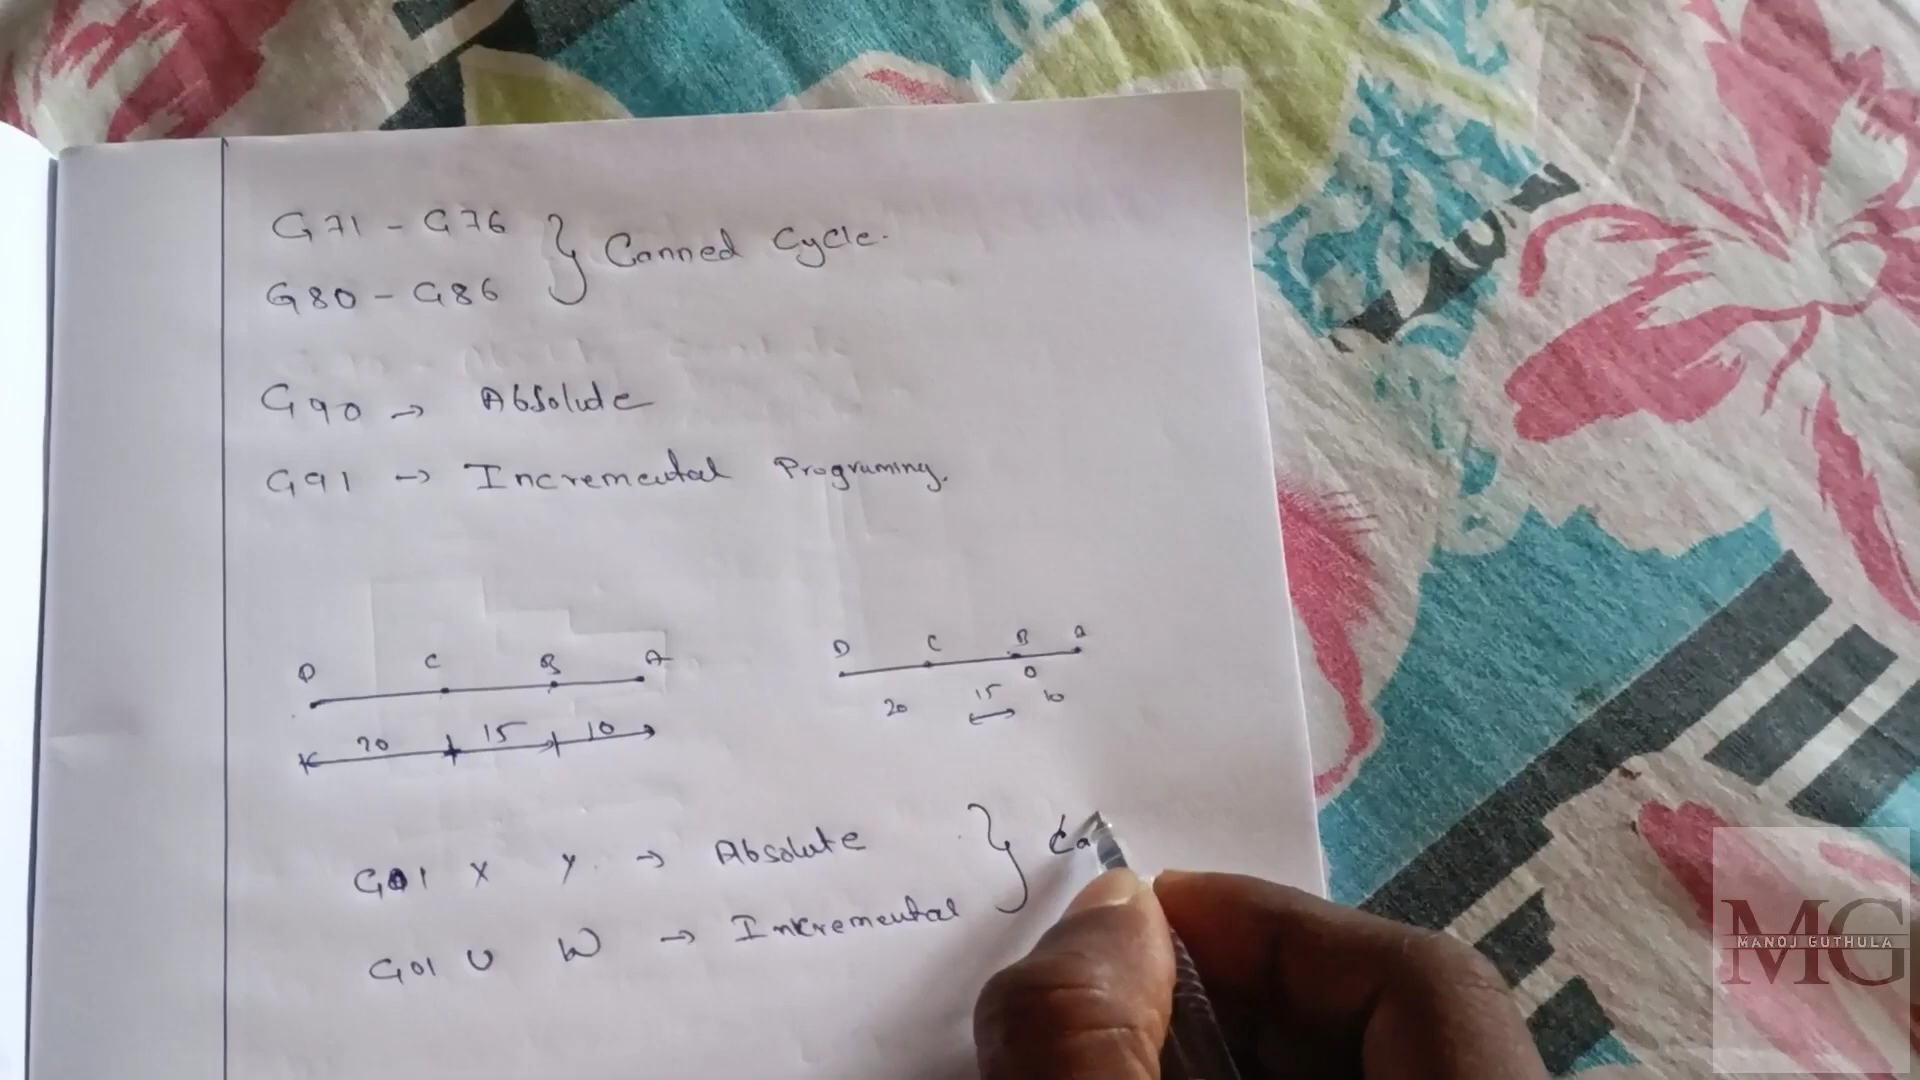 G71 - G76
G80 - G86 } Canned Cycle.
G90 → Absolute
G91 → Incremental Programing.
D C B A
20 15 10
D C B a
0
20 15 10
G01 X Y → Absolute
G01 U W → Incremental }
MG
MANOJ GUTHULA